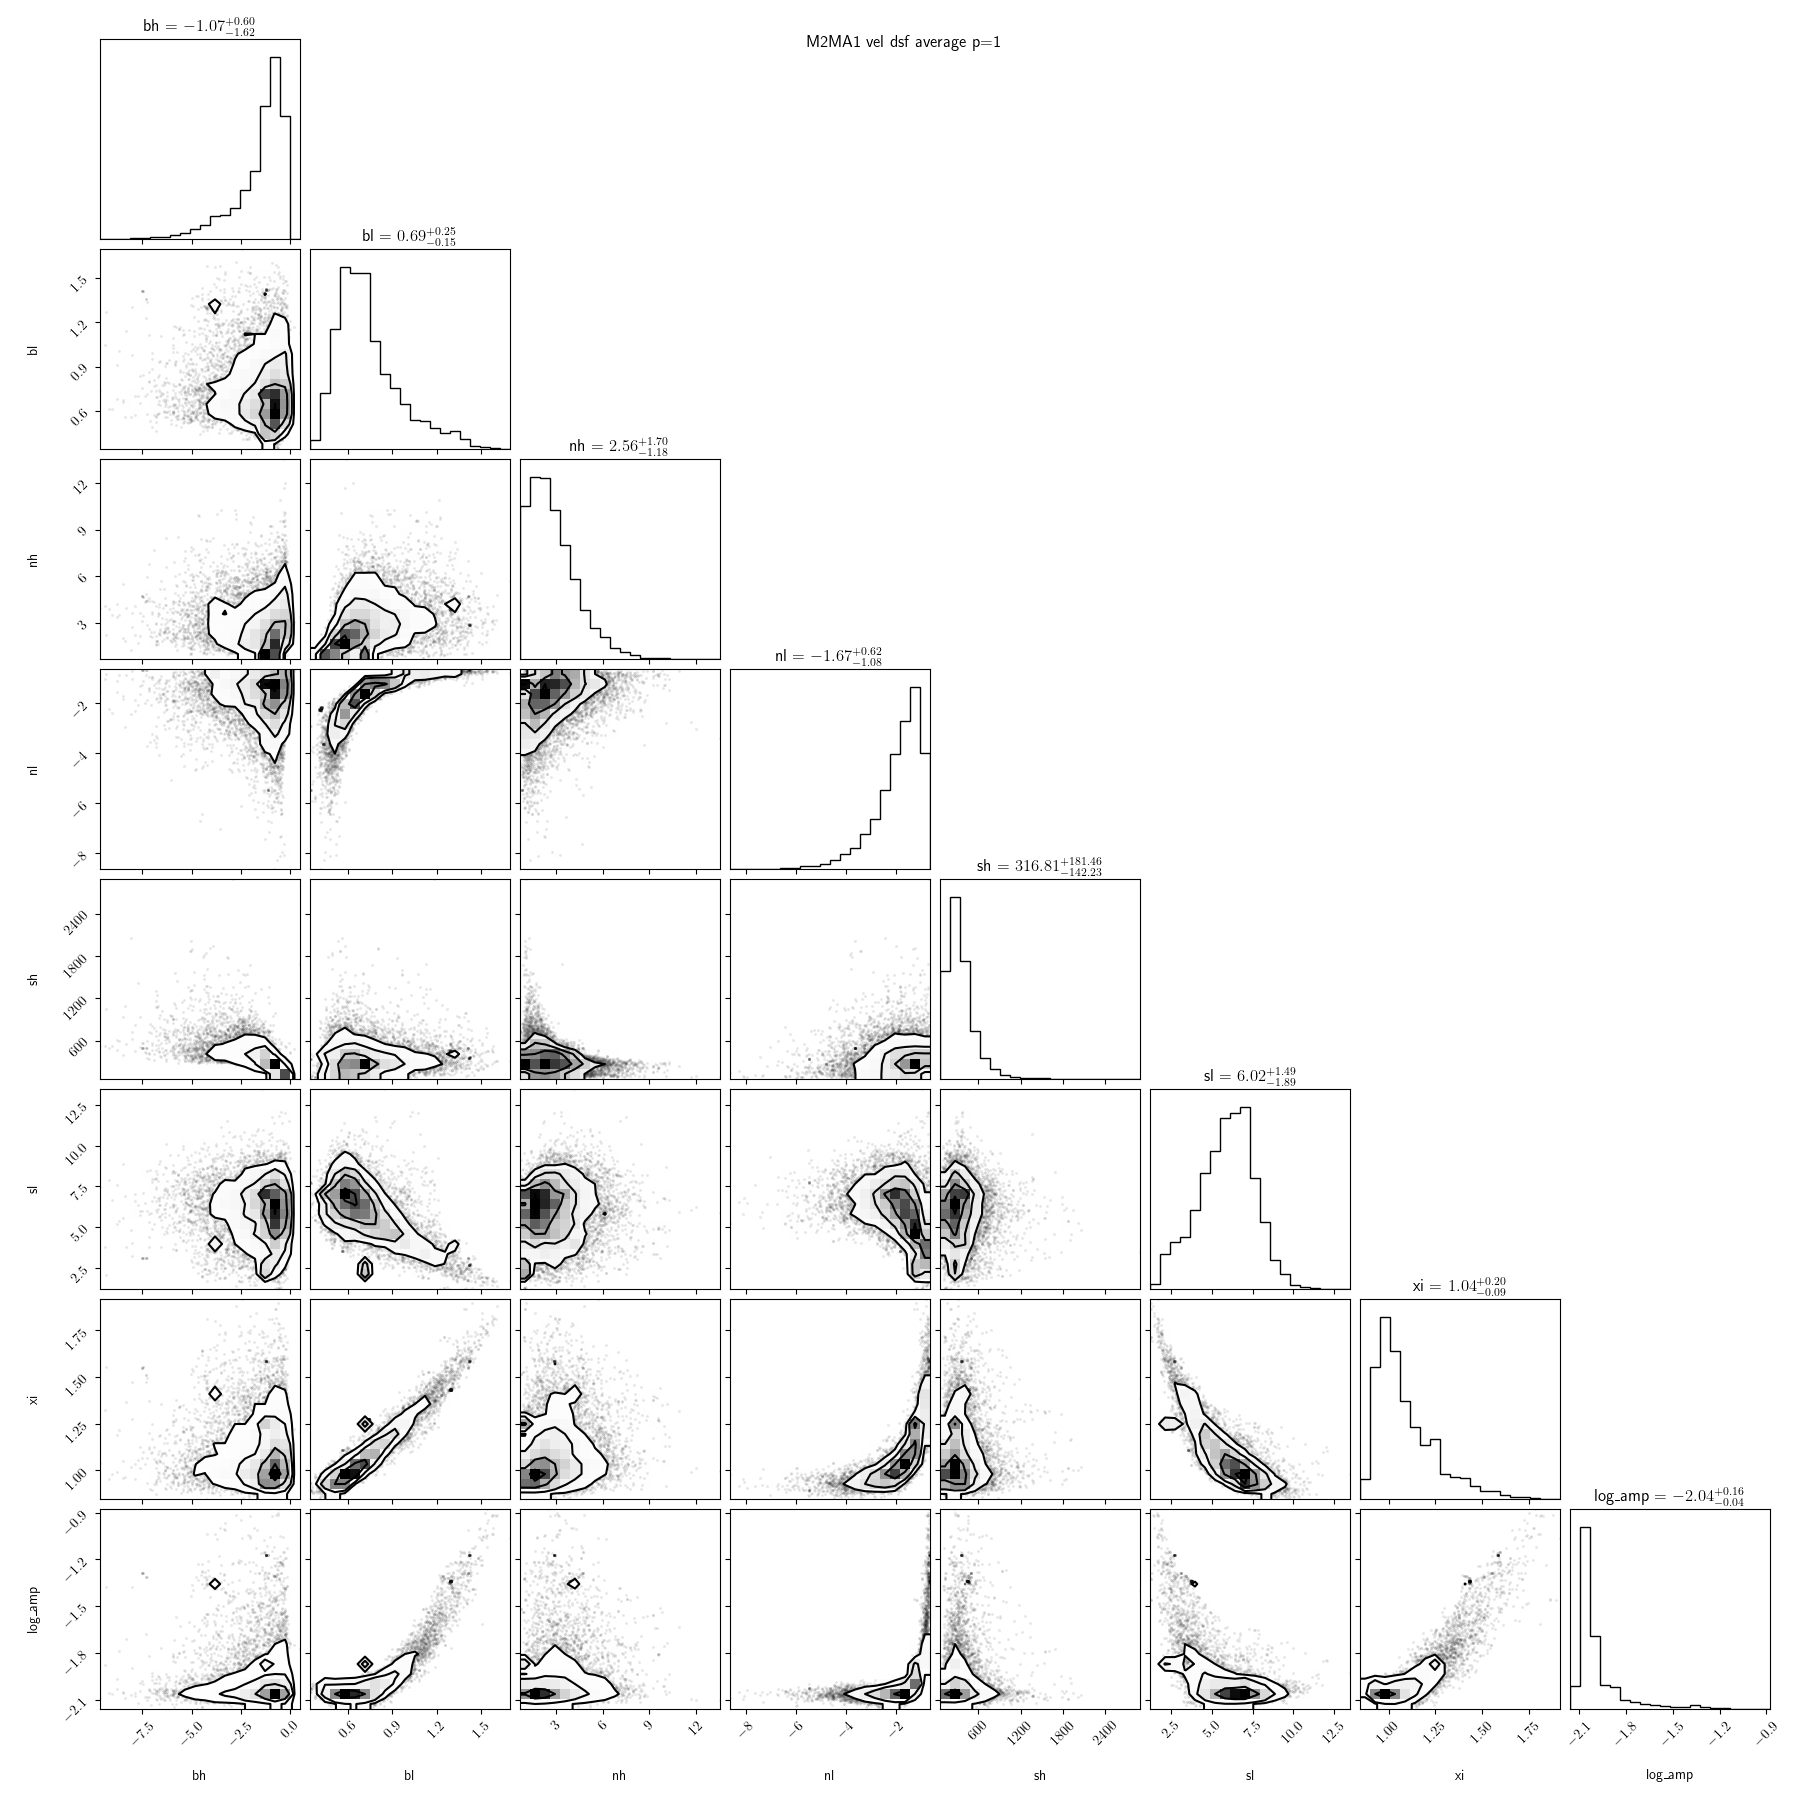 M2MA1 vel dsf average p=1
bh = −1.07+0.60 −1.62
bl = 0.69+0.25 −0.15
nh = 2.56+1.70 −1.18
nl = −1.67+0.62 −1.08
sh = 316.81+181.46 −142.23
sl = 6.02+1.49 −1.89
xi = 1.04+0.20 −0.09
log_amp = −2.04+0.16 −0.04
bl
1.5
1.2
0.9
0.6
nh
12
9
6
3
nl
−2
−4
−6
−8
sh
2400
1800
1200
600
sl
12.5
10.0
7.5
5.0
2.5
xi
1.75
1.50
1.25
1.00
log_amp
−0.9
−1.2
−1.5
−1.8
−2.1
−7.5 −5.0 −2.5 0.0
0.6 0.9 1.2 1.5
3 6 9 12
−8 −6 −4 −2
600 1200 1800 2400
2.5 5.0 7.5 10.0 12.5
1.00 1.25 1.50 1.75
−2.1 −1.8 −1.5 −1.2 −0.9
bh bl nh nl sh sl xi log_amp